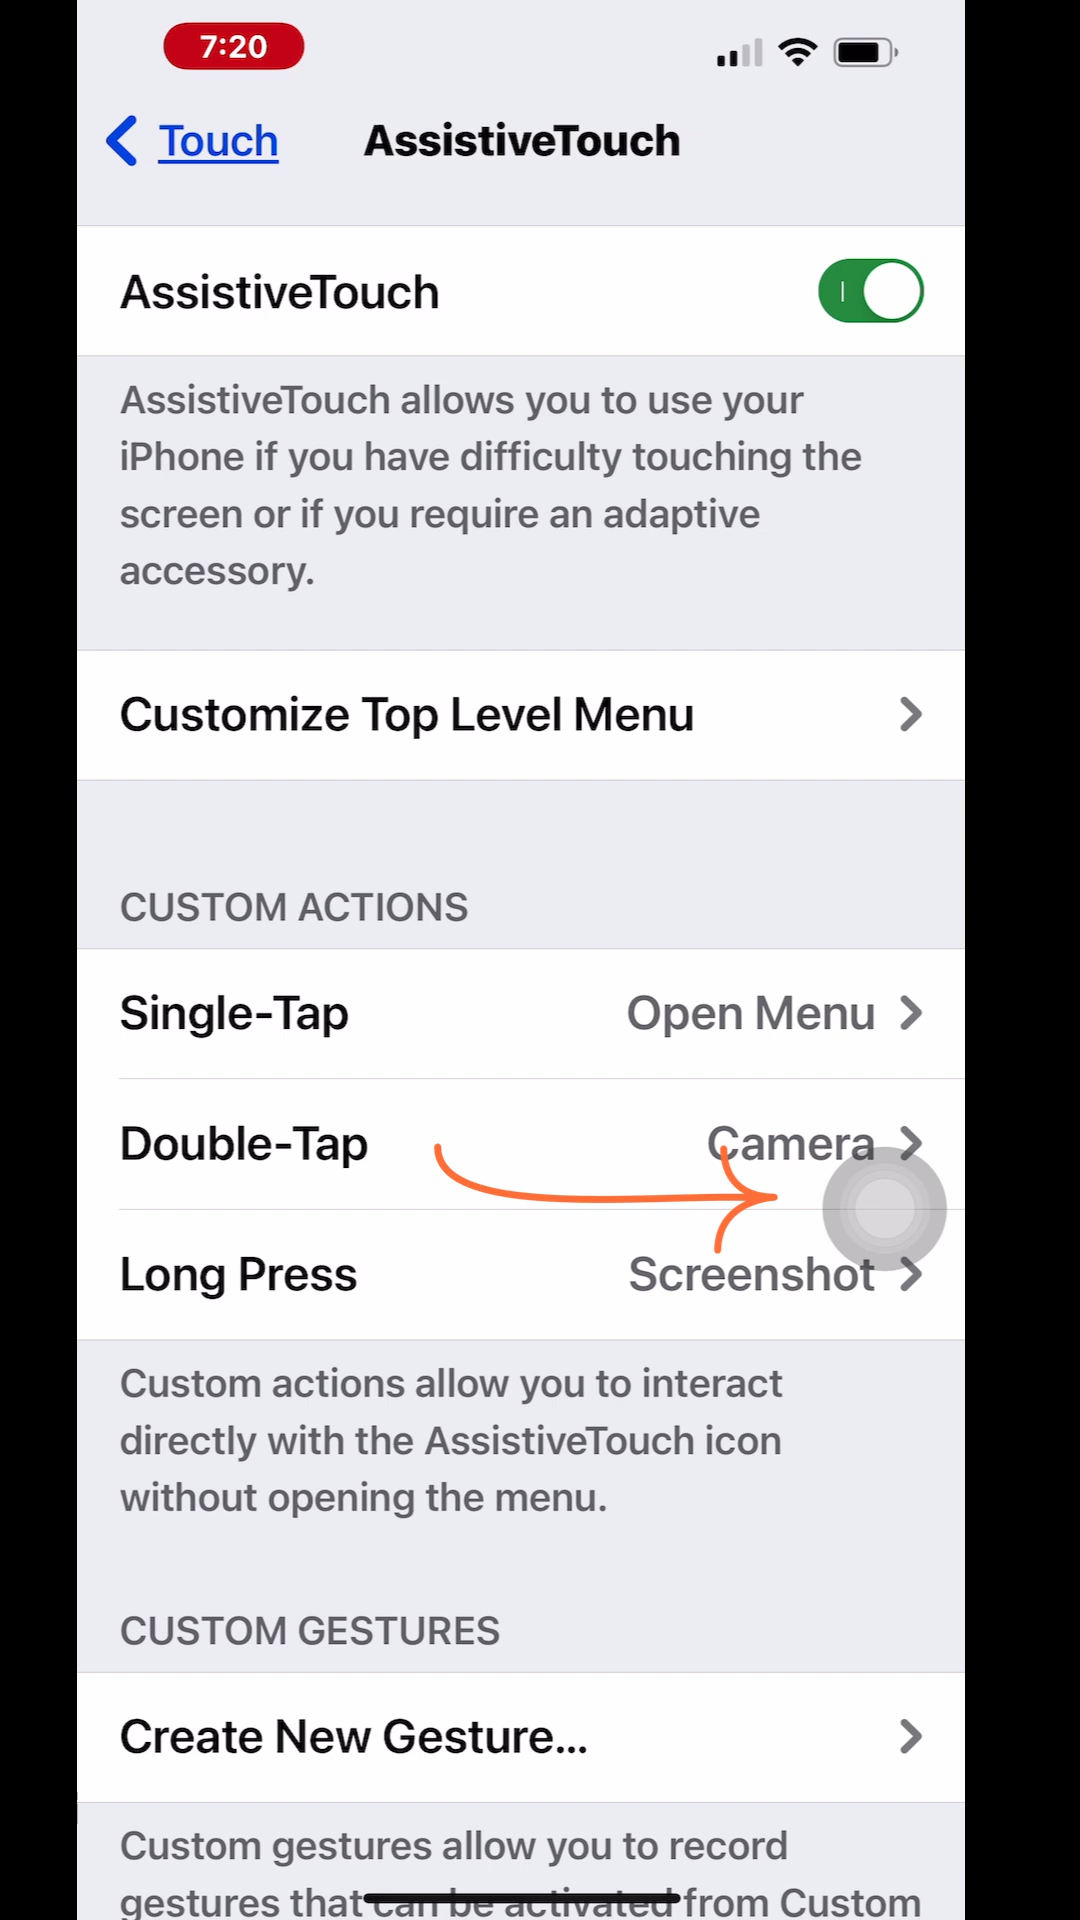 7:20
Touch
AssistiveTouch
AssistiveTouch
AssistiveTouch allows you to use your
iPhone if you have difficulty touching the
screen or if you require an adaptive
accessory.
Customize Top Level Menu
CUSTOM ACTIONS
Single-Tap Open Menu
Double-Tap Camera
Long Press Screenshot
Custom actions allow you to interact
directly with the AssistiveTouch icon
without opening the menu.
CUSTOM GESTURES
Create New Gesture...
Custom gestures allow you to record
gestures that can be activated from Custom